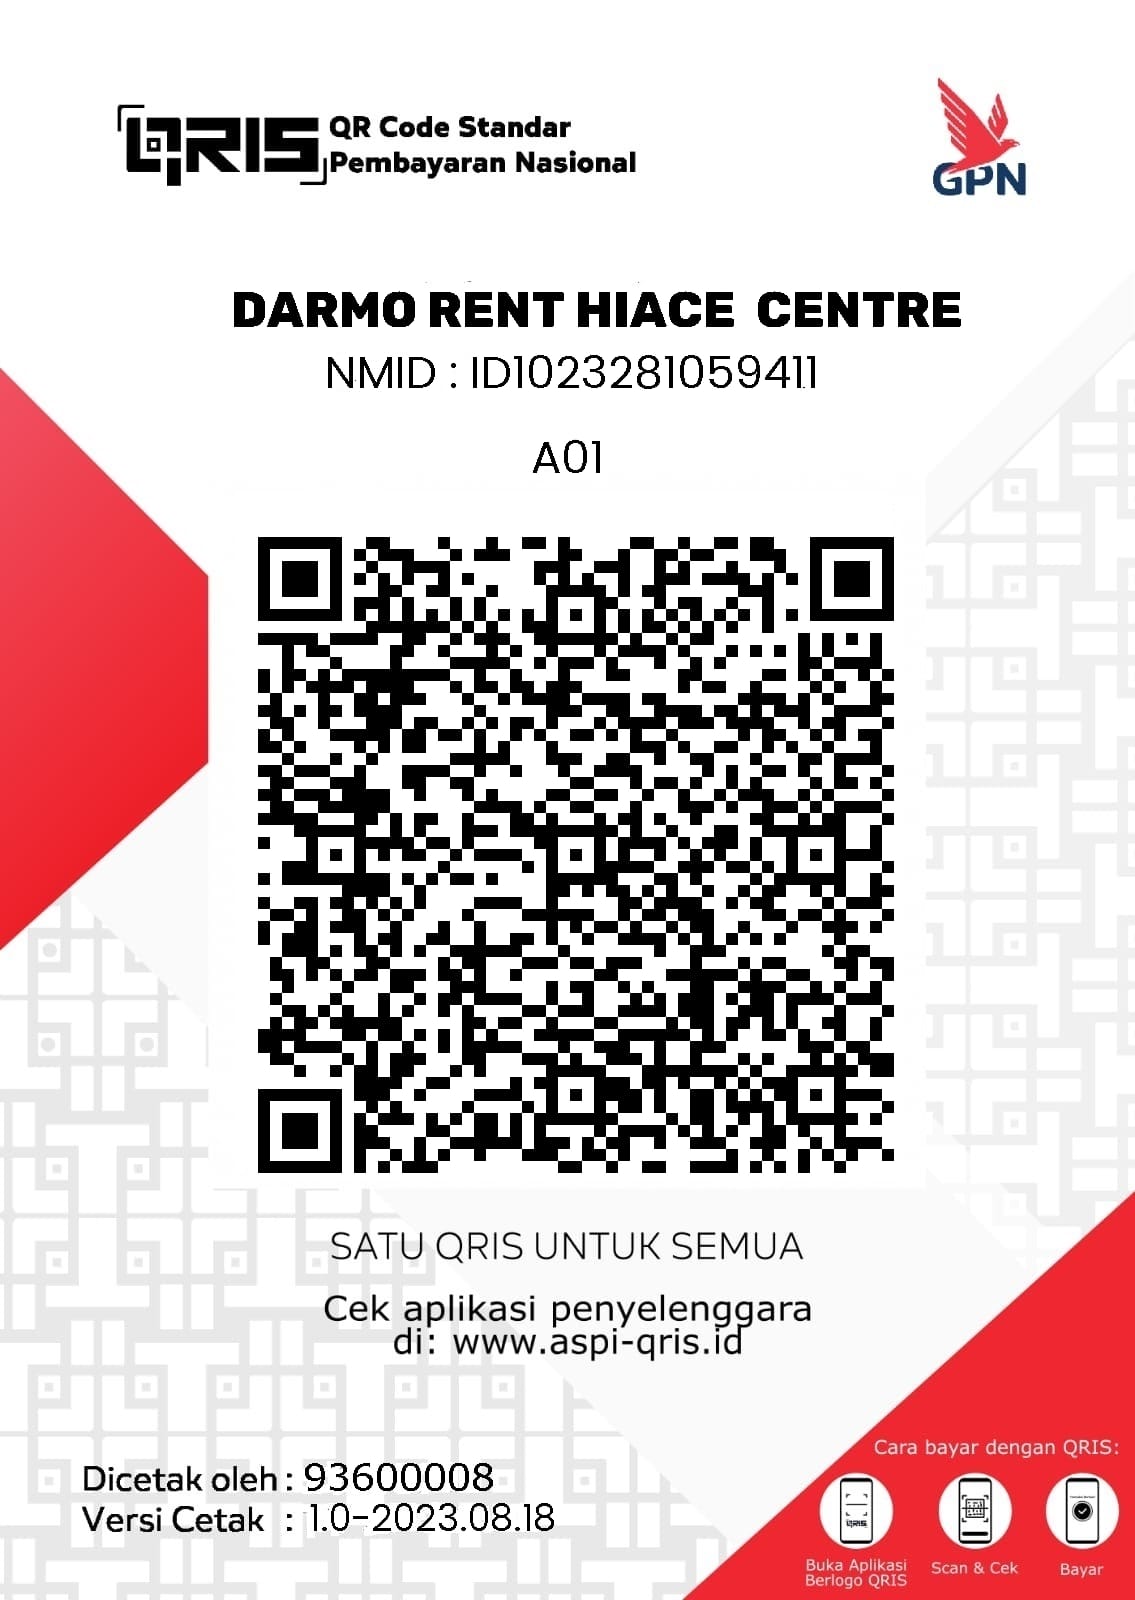 QRIS QR Code Standar
Pembayaran Nasional
GPN
DARMO RENT HIACE CENTRE
NMID : ID1023281059411
A01
SATU QRIS UNTUK SEMUA
Cek aplikasi penyelenggara
di: www.aspi-qris.id
Dicetak oleh : 93600008
Versi Cetak : 1.0-2023.08.18
Cara bayar dengan QRIS:
QRIS
Buka Aplikasi
Berlogo QRIS
Scan & Cek
Bayar